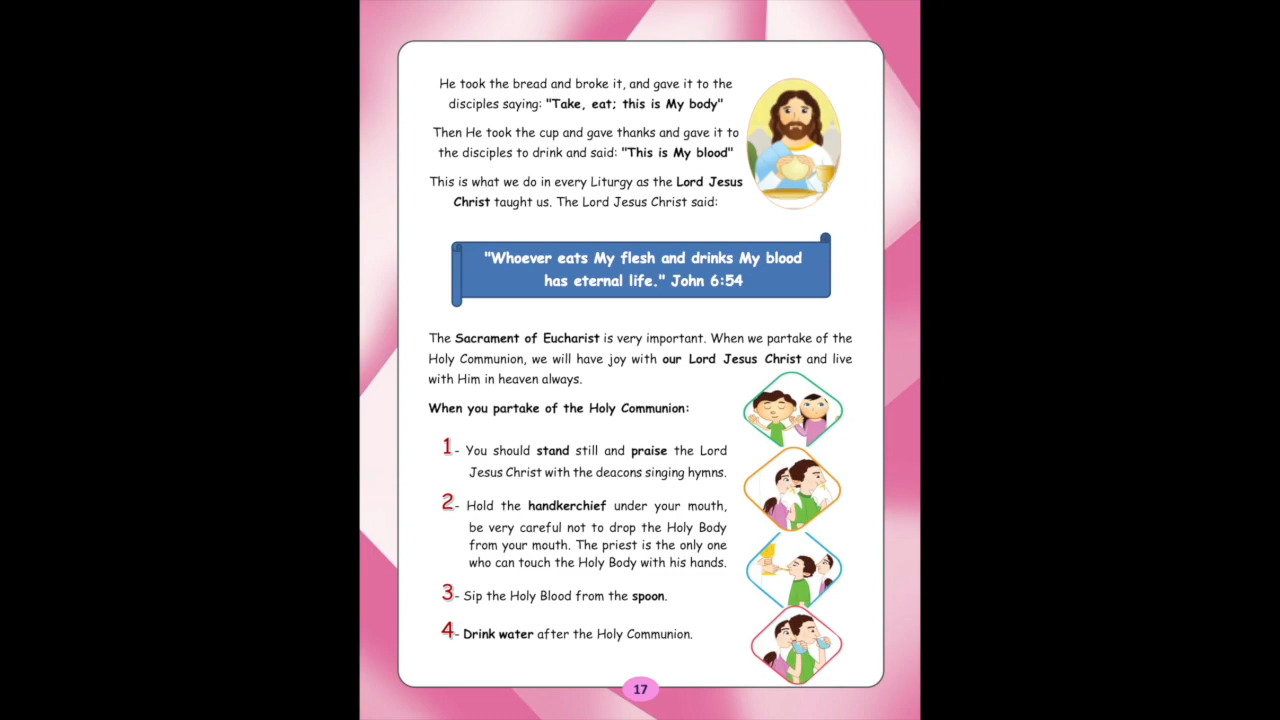 He took the bread and broke it, and gave it to the
disciples saying: "Take, eat; this is My body"
Then He took the cup and gave thanks and gave it to
the disciples to drink and said: "This is My blood"
This is what we do in every Liturgy as the Lord Jesus
Christ taught us. The Lord Jesus Christ said:
"Whoever eats My flesh and drinks My blood
has eternal life." John 6:54
The Sacrament of Eucharist is very important. When we partake of the
Holy Communion, we will have joy with our Lord Jesus Christ and live
with Him in heaven always.
When you partake of the Holy Communion:
1- You should stand still and praise the Lord
Jesus Christ with the deacons singing hymns.
2- Hold the handkerchief under your mouth,
be very careful not to drop the Holy Body
from your mouth. The priest is the only one
who can touch the Holy Body with his hands.
3- Sip the Holy Blood from the spoon.
4- Drink water after the Holy Communion.
17